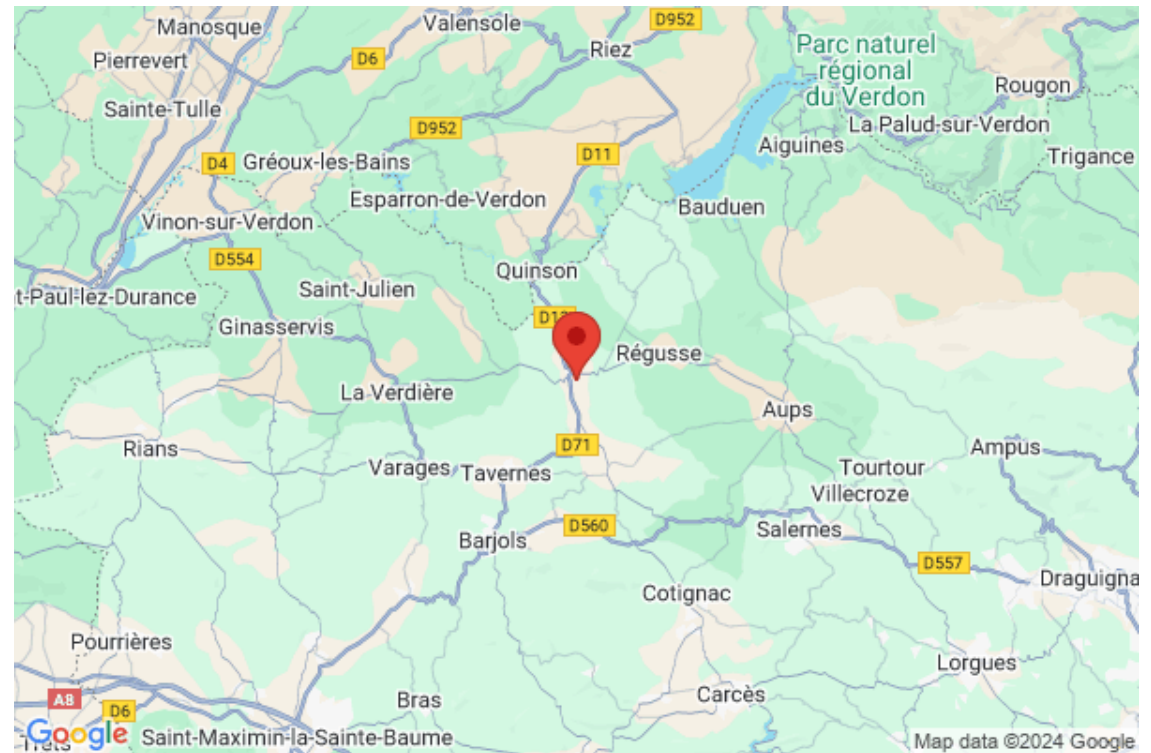 Manosque
Valensole
D952
Riez
Pierrevert
D6
Parc naturel
régional
du Verdon
Rougon
Sainte-Tulle
D952
La Palud-sur-Verdon
Aiguines
D11
Trigance
D4
Gréoux-les-Bains
Esparron-de-Verdon
Bauduen
Vinon-sur-Verdon
D554
Quinson
Saint-Julien
t-Paul-lez-Durance
Ginasservis
Régusse
La Verdière
Aups
Rians
D71
Ampus
Varages
Tavernes
Tourtour
Villecroze
D560
Salernes
Barjols
D557
Draguigna
Cotignac
Pourrières
Lorgues
A8
D6
Bras
Carcès
Google
Saint-Maximin-la-Sainte-Baume
Map data ©2024 Google